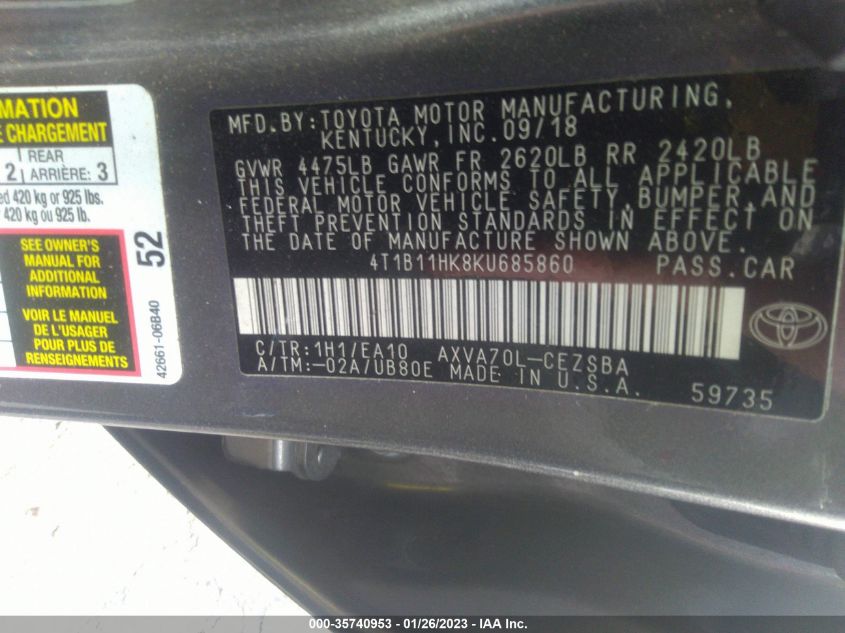 MATION
E CHARGEMENT
2 REAR
ARRIÈRE: 3
ed 420 kg or 925 lbs.
420 kg ou 925 lb.
SEE OWNER'S
MANUAL FOR
ADDITIONAL
INFORMATION
VOIR LE MANUEL
DE L'USAGER
POUR PLUS DE
RENSEIGNEMENTS
52
42661-06B40
MFD.BY:TOYOTA MOTOR MANUFACTURING,
KENTUCKY, INC. 09/18
GVWR 4475LB GAWR FR 2620LB RR 2420LB
THIS VEHICLE CONFORMS TO ALL APPLICABLE
FEDERAL MOTOR VEHICLE SAFETY, BUMPER, AND
THEFT PREVENTION STANDARDS IN EFFECT ON
THE DATE OF MANUFACTURE SHOWN ABOVE.
4T1B11HK8KU685860 PASS.CAR
C/TR:1H1/EA10 AXVA70L-CEZSBA
A/TM:-02A/UB80E MADE IN U.S.A.
59735
000-35740953 - 01/26/2023 - IAA Inc.